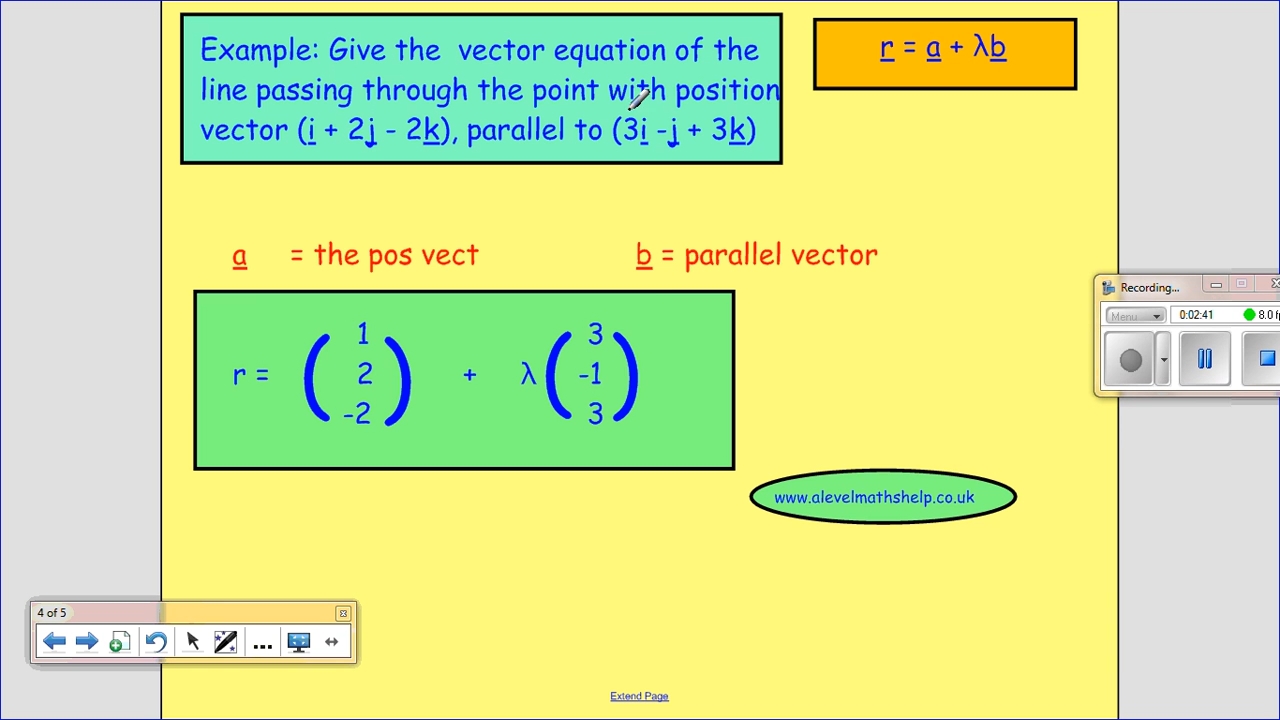 Example: Give the vector equation of the
line passing through the point with position
vector (i + 2j - 2k), parallel to (3i -j + 3k)
r = a + λb
a = the pos vect
b = parallel vector
1
2
-2
r =
+
λ
3
-1
3
www.alevelmathshelp.co.uk
Recording...
Menu
0:02:41
8.0 f
4 of 5
...
Extend Page